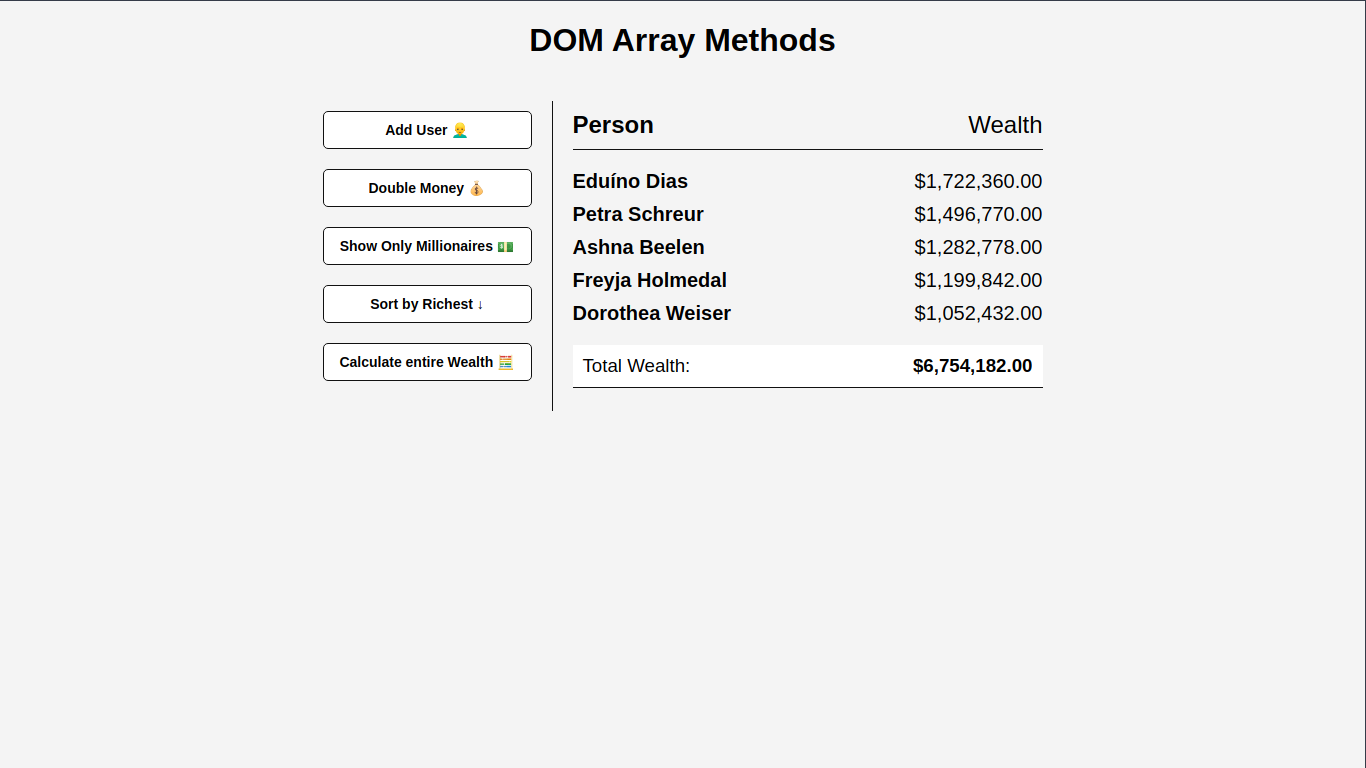 DOM Array Methods
Add User 👱‍♂️
Double Money 💰
Show Only Millionaires 💵
Sort by Richest ↓
Calculate entire Wealth 🧮
Person Wealth
Eduíno Dias $1,722,360.00
Petra Schreur $1,496,770.00
Ashna Beelen $1,282,778.00
Freyja Holmedal $1,199,842.00
Dorothea Weiser $1,052,432.00
Total Wealth: $6,754,182.00